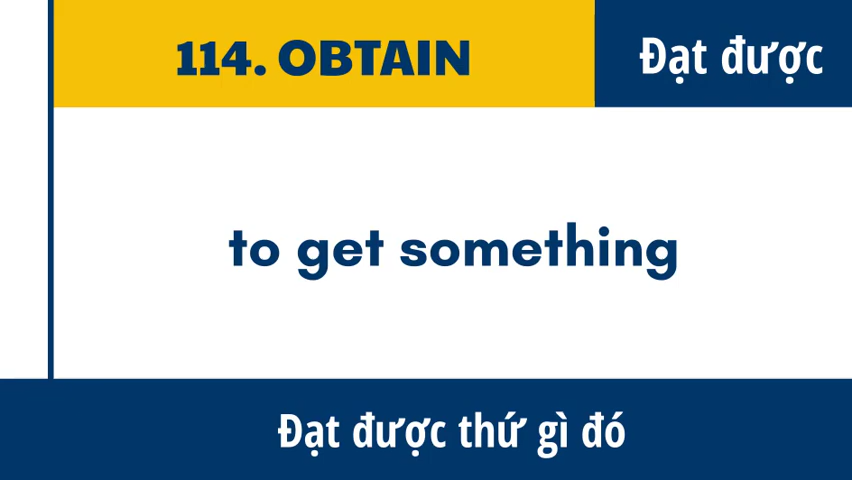 114. OBTAIN
Đạt được
to get something
Đạt được thứ gì đó